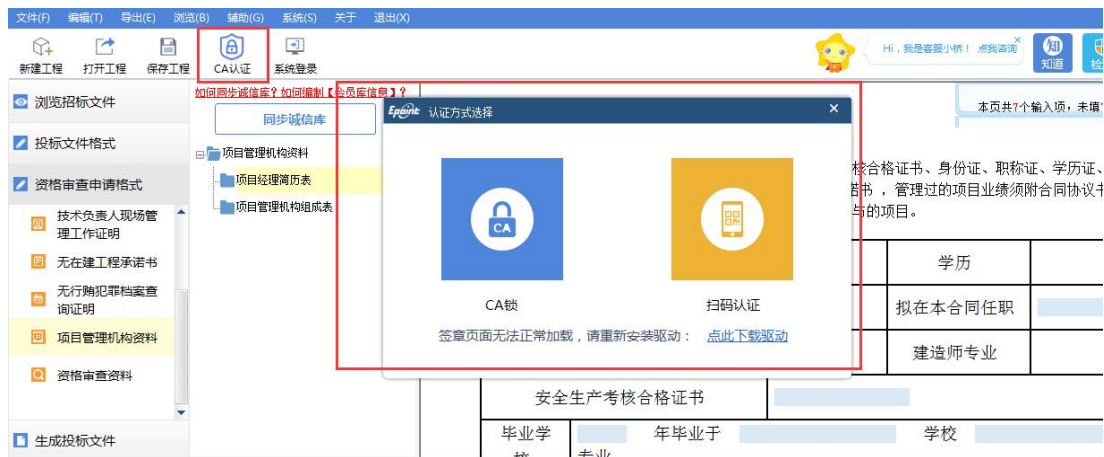 文件(F) 编辑(T) 导出(E) 浏览(B) 辅助(G) 系统(S) 关于 退出(X)
新建工程 打开工程 保存工程 CA认证 系统登录
Hi，我是客服小桥！点我咨询
知
知道
如何同步诚信库？如何编制【会员库信息】？
浏览招标文件
同步诚信库
Epoint 认证方式选择
本页共7个输入项，未填
投标文件格式
项目管理机构资料
资格审查申请格式
项目经理简历表
项目管理机构组成表
核合格证书、身份证、职称证、学历证、
诺书，管理过的项目业绩须附合同协议书
与的项目。
技术负责人现场管理工作证明
无在建工程承诺书
无行贿犯罪档案查询证明
项目管理机构资料
资格审查资料
生成投标文件
CA
CA锁 扫码认证
签章页面无法正常加载，请重新安装驱动： 点此下载驱动
学历
拟在本合同任职
建造师专业
安全生产考核合格证书
毕业学 年毕业于 学校